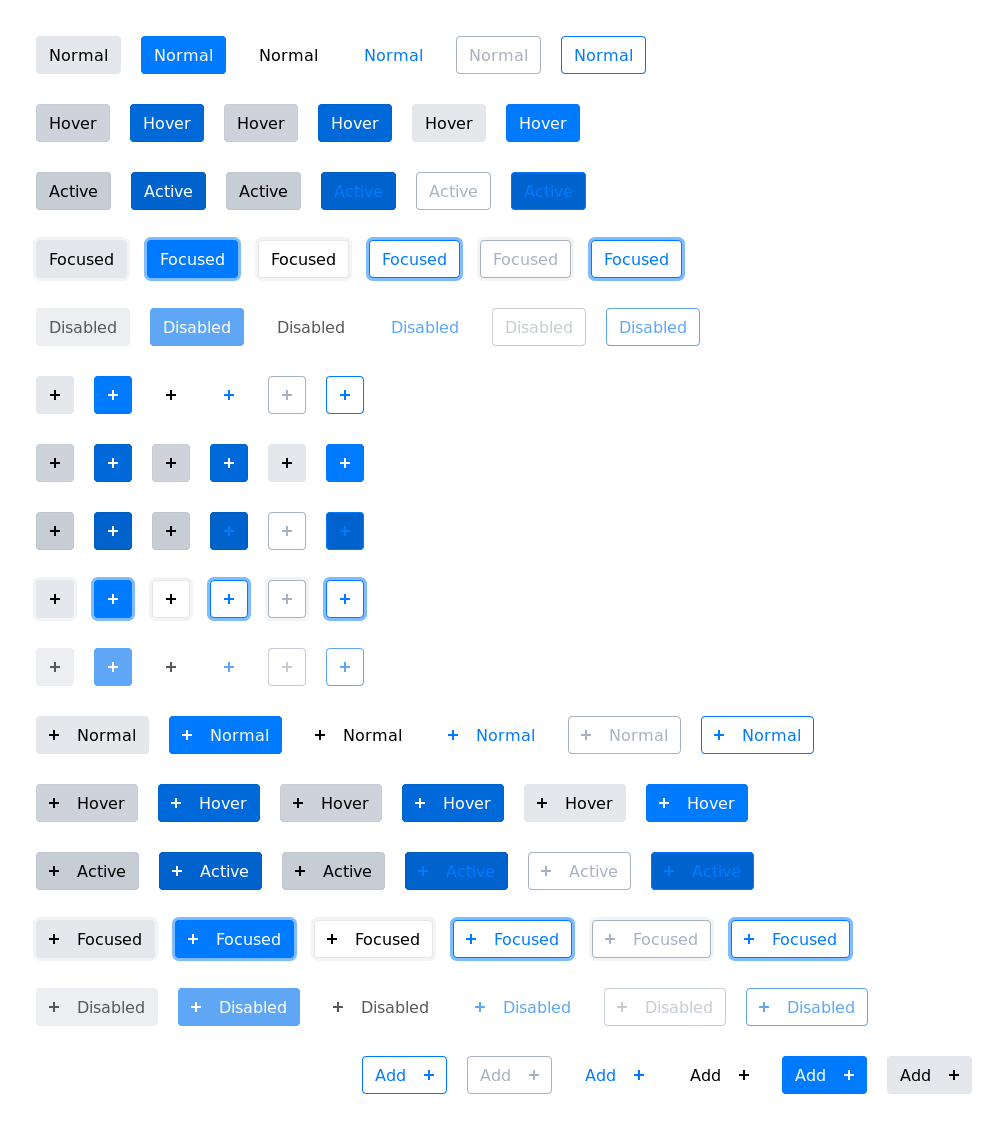 Normal Normal Normal Normal Normal Normal
Hover Hover Hover Hover Hover Hover
Active Active Active Active Active Active
Focused Focused Focused Focused Focused Focused
Disabled Disabled Disabled Disabled Disabled Disabled
+ + + + + +
+ + + + + +
+ + + + + +
+ + + + + +
+ + + + + +
+ Normal + Normal + Normal + Normal + Normal + Normal
+ Hover + Hover + Hover + Hover + Hover + Hover
+ Active + Active + Active + Active + Active + Active
+ Focused + Focused + Focused + Focused + Focused + Focused
+ Disabled + Disabled + Disabled + Disabled + Disabled + Disabled
Add + Add + Add + Add + Add + Add +